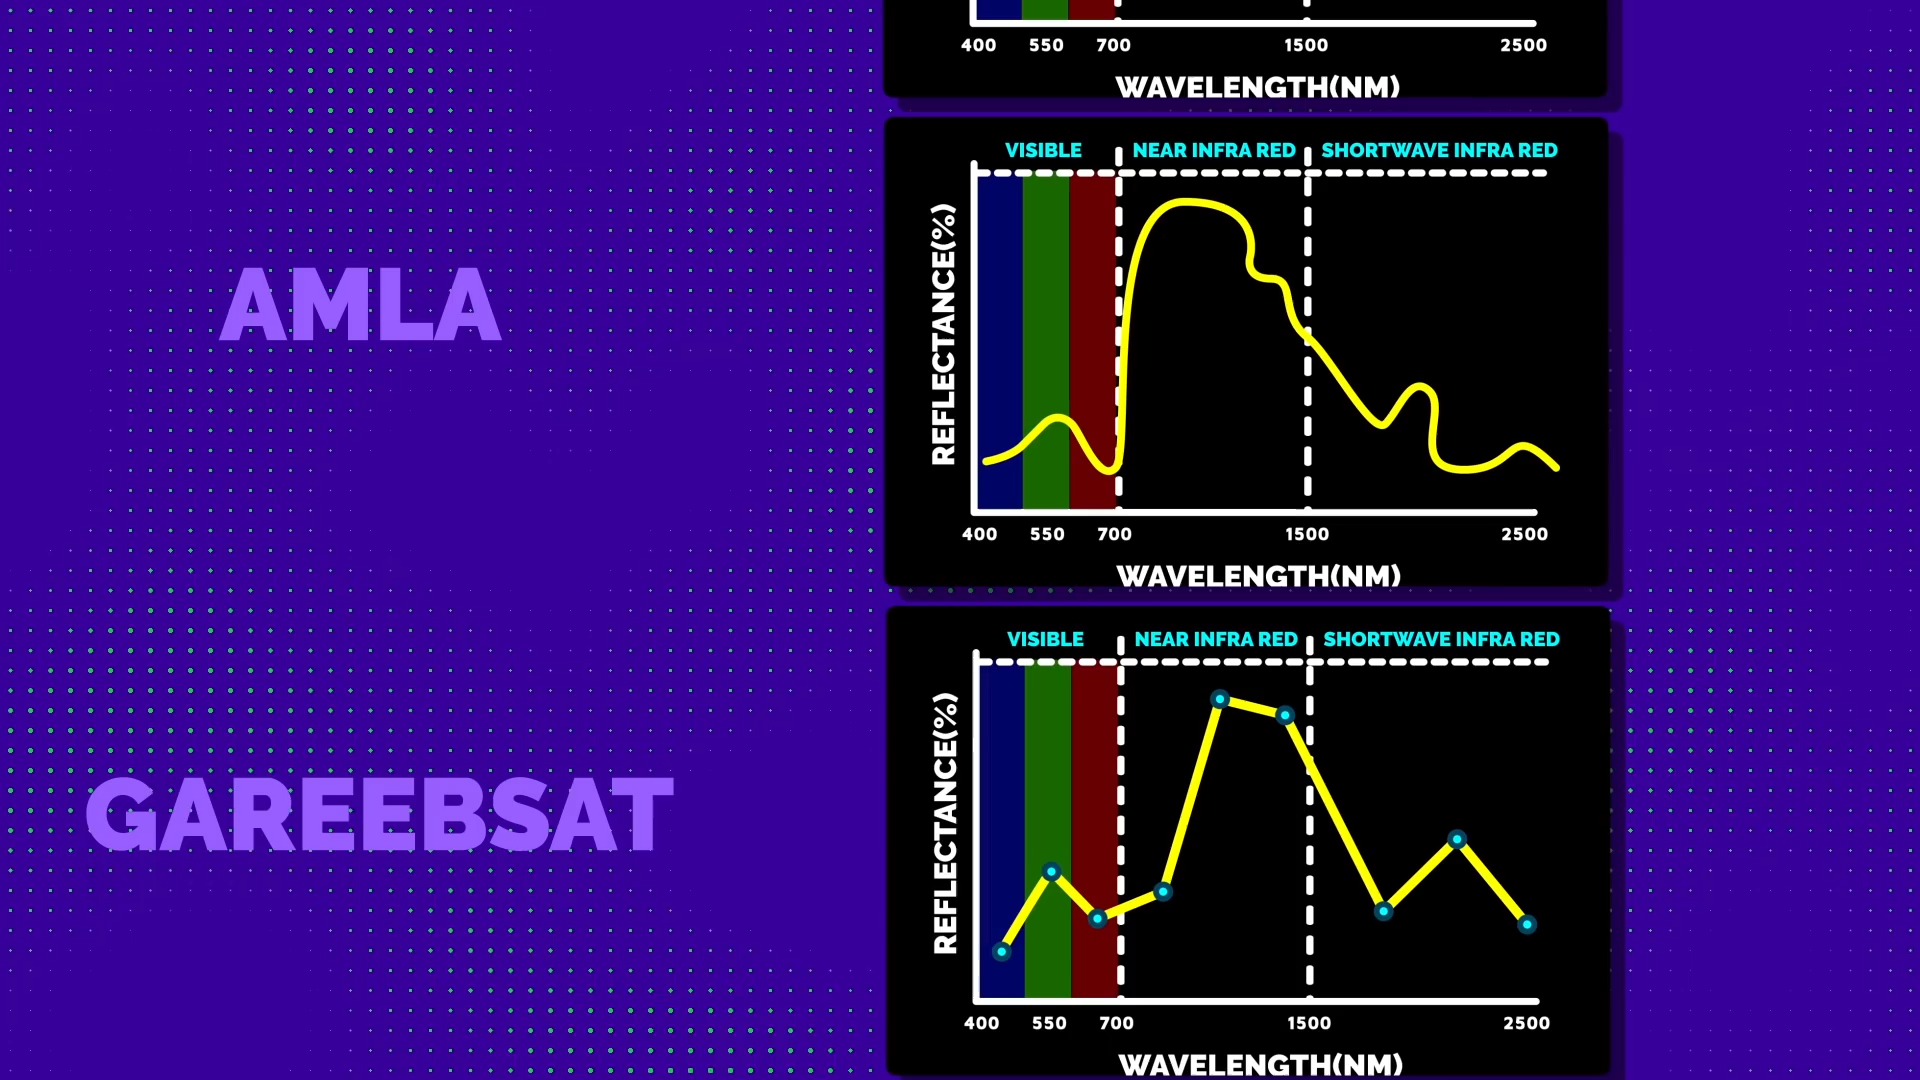 400 550 700 1500 2500
WAVELENGTH(NM)
AMLA
VISIBLE NEAR INFRA RED SHORTWAVE INFRA RED
REFLECTANCE(%)
400 550 700 1500 2500
WAVELENGTH(NM)
GAREEBSAT
VISIBLE NEAR INFRA RED SHORTWAVE INFRA RED
REFLECTANCE(%)
400 550 700 1500 2500
WAVELENGTH(NM)